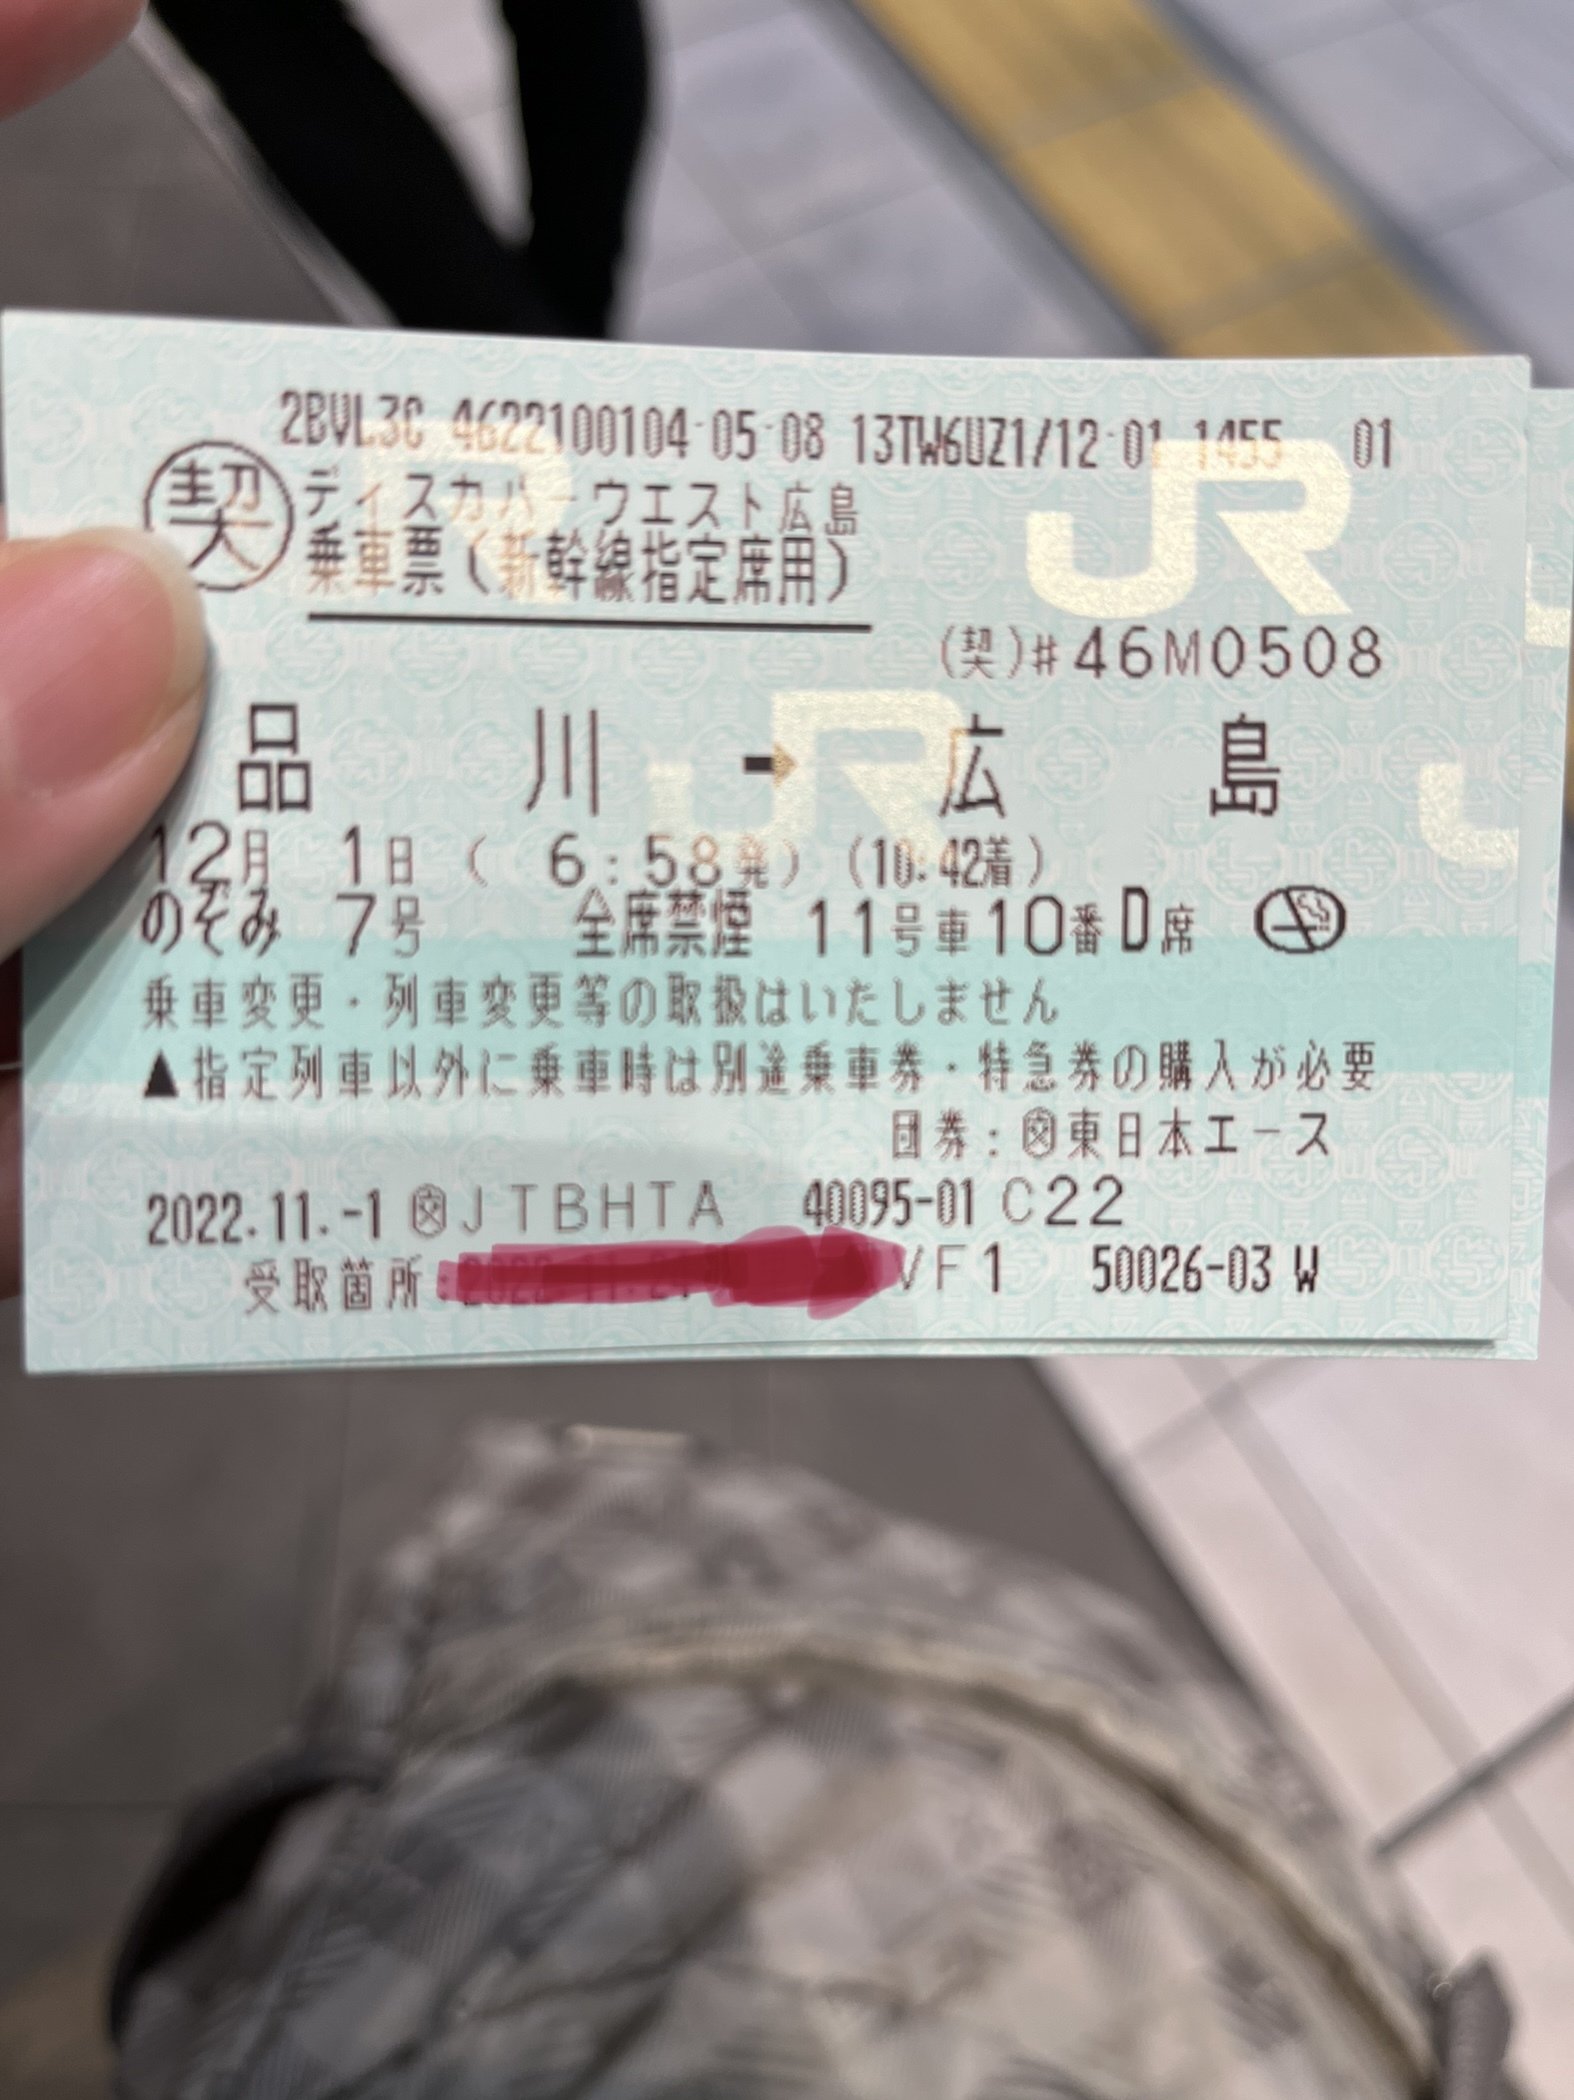 2BVL3C 4622100104-05-08 13TW6UZ1/12-01 1455 01
契 ディスカバーウエスト広島
乗車票(新幹線指定席用)
JR
(契)#46M0508
品川 → 広島
12月 1日 ( 6:58発) (10:42着)
のぞみ 7号 全席禁煙 11号車10番D席
乗車変更・列車変更等の取扱はいたしません
▲指定列車以外に乗車時は別途乗車券・特急券の購入が必要
団券:㊋東日本エース
2022.11.-1 JTBHTA 40095-01 C22
受取箇所: VF1 50026-03 W